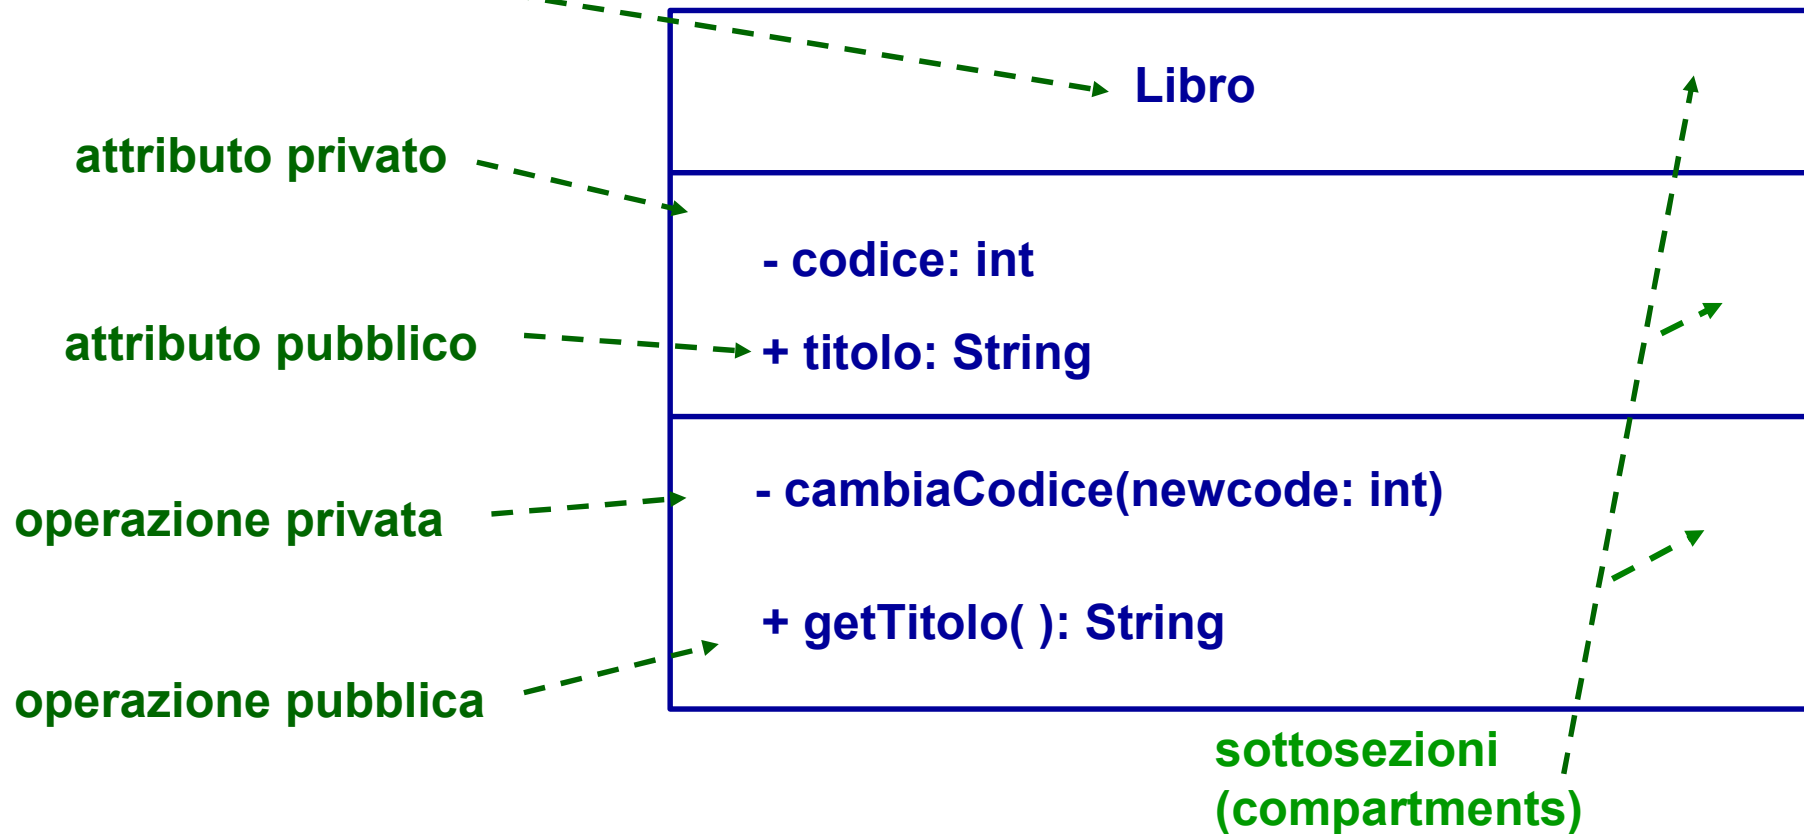 Libro
attributo privato
- codice: int
attributo pubblico
+ titolo: String
operazione privata
- cambiaCodice(newcode: int)
operazione pubblica
+ getTitolo( ): String
sottosezioni
(compartments)